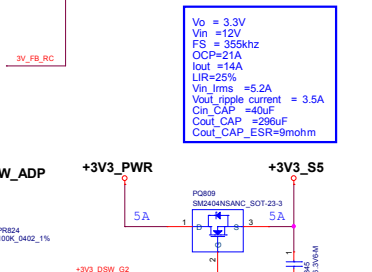 Vo = 3.3V
Vin =12V
FS = 355khz
OCP=21A
Iout =14A
LIR=25%
Vin_Irms =5.2A
Vout_ripple current = 3.5A
Cin_CAP =40uF
Cout_CAP =296uF
Cout_CAP_ESR=9mohm
3V_FB_RC
W_ADP
+3V3_PWR
+3V3_S5
PQ809
SM2404NSANC_SOT-23-3
5A
5A
1
D
S
3
G
2
PR824
100K_0402_1%
+3V3_DSW_G2
1